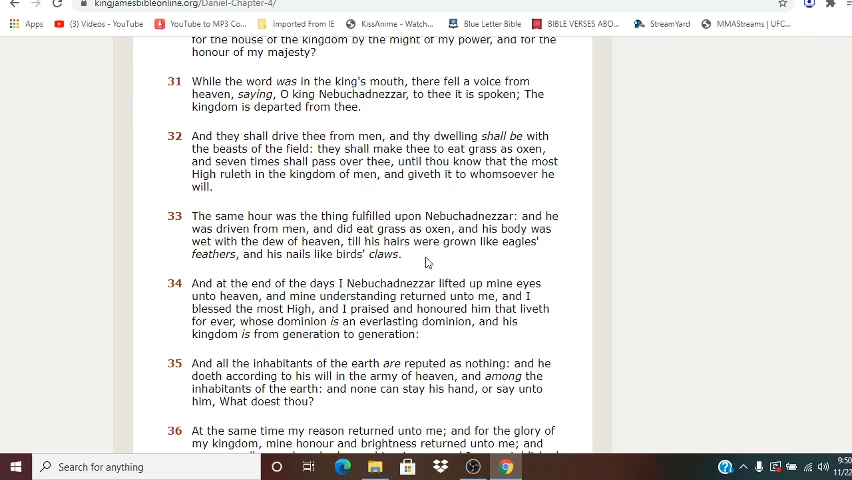 kingjamesbibleonline.org/Daniel-Chapter-4/
Apps (3) Videos - YouTube YouTube to MP3 Co... Imported From IE KissAnime - Watch... Blue Letter Bible BIBLE VERSES ABO... StreamYard MMAStreams | UFC...
for the house of the kingdom by the might of my power, and for the
honour of my majesty?
31 While the word was in the king's mouth, there fell a voice from
heaven, saying, O king Nebuchadnezzar, to thee it is spoken; The
kingdom is departed from thee.
32 And they shall drive thee from men, and thy dwelling shall be with
the beasts of the field: they shall make thee to eat grass as oxen,
and seven times shall pass over thee, until thou know that the most
High ruleth in the kingdom of men, and giveth it to whomsoever he
will.
33 The same hour was the thing fulfilled upon Nebuchadnezzar: and he
was driven from men, and did eat grass as oxen, and his body was
wet with the dew of heaven, till his hairs were grown like eagles'
feathers, and his nails like birds' claws.
34 And at the end of the days I Nebuchadnezzar lifted up mine eyes
unto heaven, and mine understanding returned unto me, and I
blessed the most High, and I praised and honoured him that liveth
for ever, whose dominion is an everlasting dominion, and his
kingdom is from generation to generation:
35 And all the inhabitants of the earth are reputed as nothing: and he
doeth according to his will in the army of heaven, and among the
inhabitants of the earth: and none can stay his hand, or say unto
him, What doest thou?
36 At the same time my reason returned unto me; and for the glory of
my kingdom, mine honour and brightness returned unto me; and
Search for anything
9:50
11/22